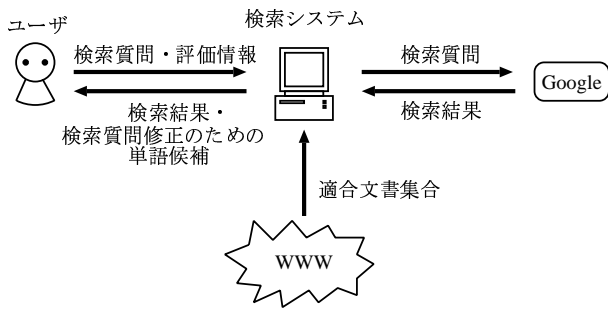 ユーザ
検索システム
検索質問・評価情報
検索質問
Google
検索結果・
検索質問修正のための
単語候補
検索結果
適合文書集合
WWW